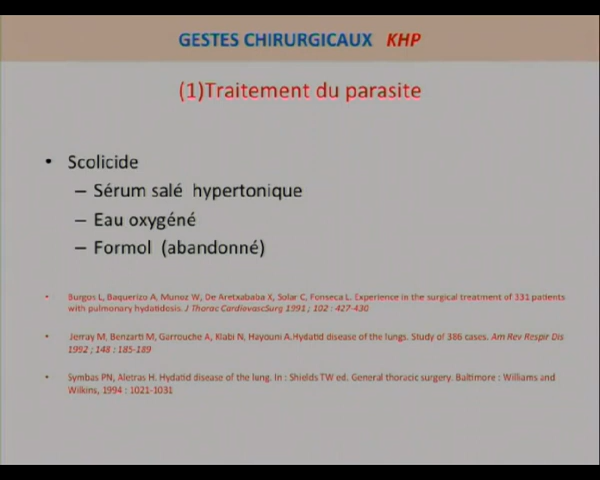 GESTES CHIRURGICAUX KHP
(1)Traitement du parasite
• Scolicide
– Sérum salé hypertonique
– Eau oxygéné
– Formol (abandonné)
• Burgos L, Baquerizo A, Munoz W, De Aretxababa X, Solar C, Fonseca L. Experience in the surgical treatment of 331 patients
with pulmonary hydatidosis. J Thorac CardiovascSurg 1991 ; 102 : 427-430
• Jerray M, Benzarti M, Garrouche A, Klabi N, Hayouni A.Hydatid disease of the lungs. Study of 386 cases. Am Rev Respir Dis
1992 ; 148 : 185-189
• Symbas PN, Aletras H. Hydatid disease of the lung. In : Shields TW ed. General thoracic surgery. Baltimore : Williams and
Wilkins, 1994 : 1021-1031